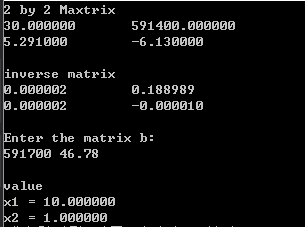 2 by 2 Maxtrix
30.000000 591400.000000
5.291000 -6.130000
inverse matrix
0.000002 0.188989
0.000002 -0.000010
Enter the matrix b:
591700 46.78
value
x1 = 10.000000
x2 = 1.000000